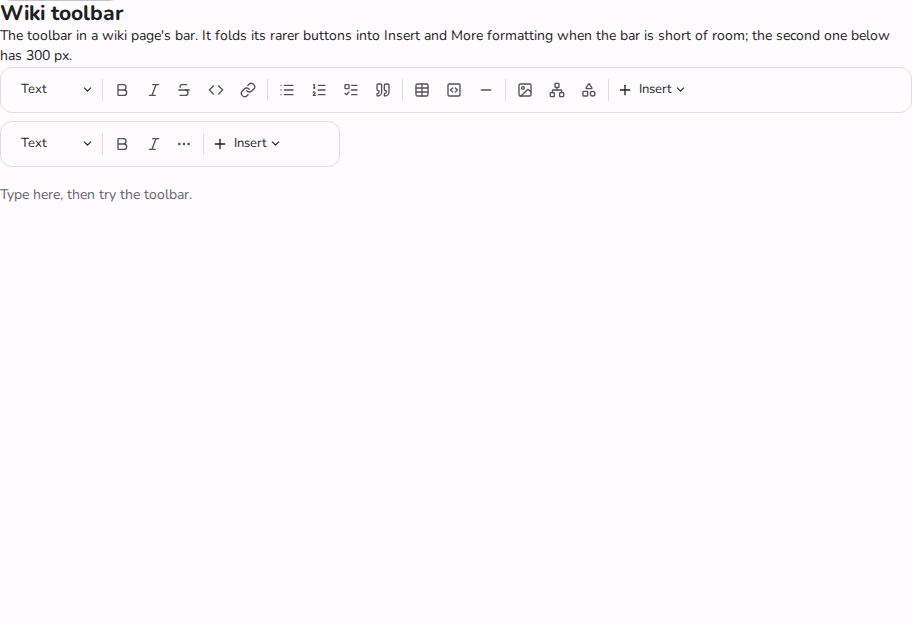 Wiki toolbar
The toolbar in a wiki page's bar. It folds its rarer buttons into Insert and More formatting when the bar is short of room; the second one below
has 300 px.
Text Insert
Text Insert
Type here, then try the toolbar.